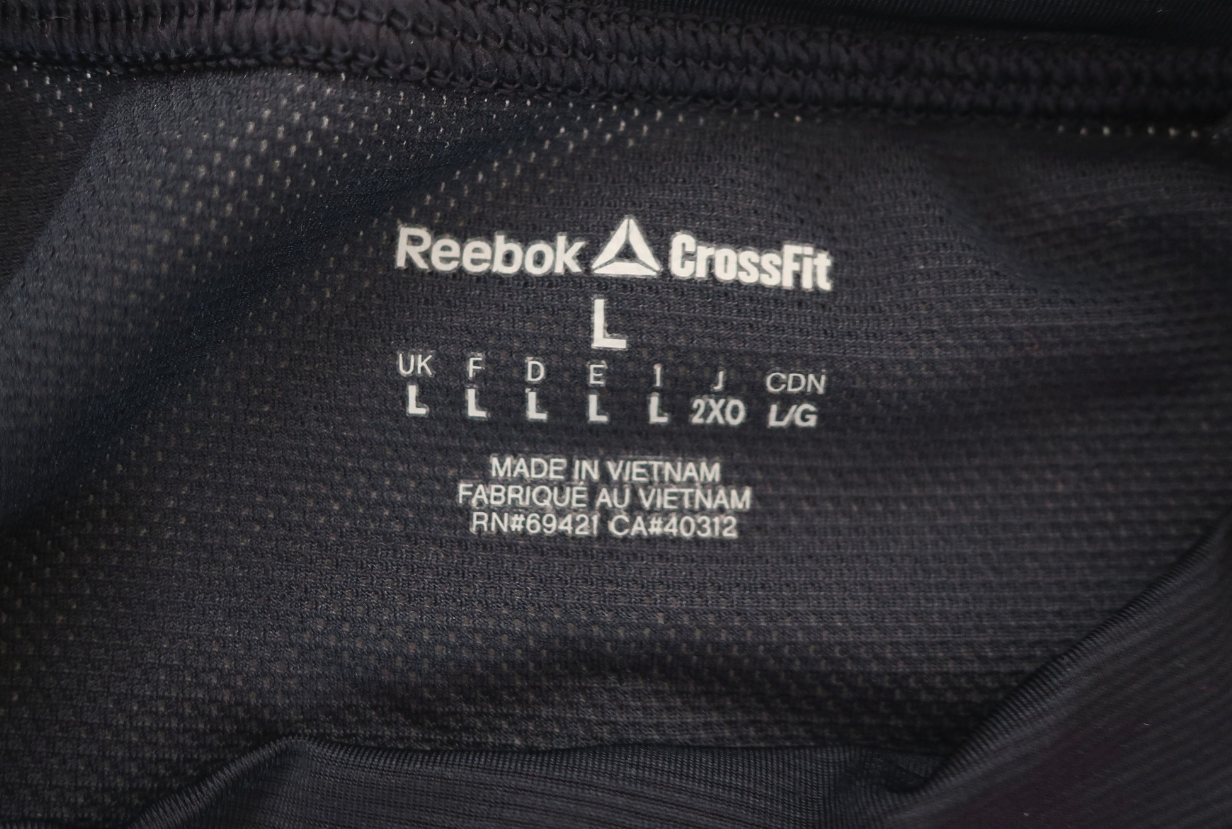 Reebok CrossFit
L
UK F D E I J CDN
L L L L L 2XO L/G
MADE IN VIETNAM
FABRIQUÉ AU VIETNAM
RN#69421 CA#40312